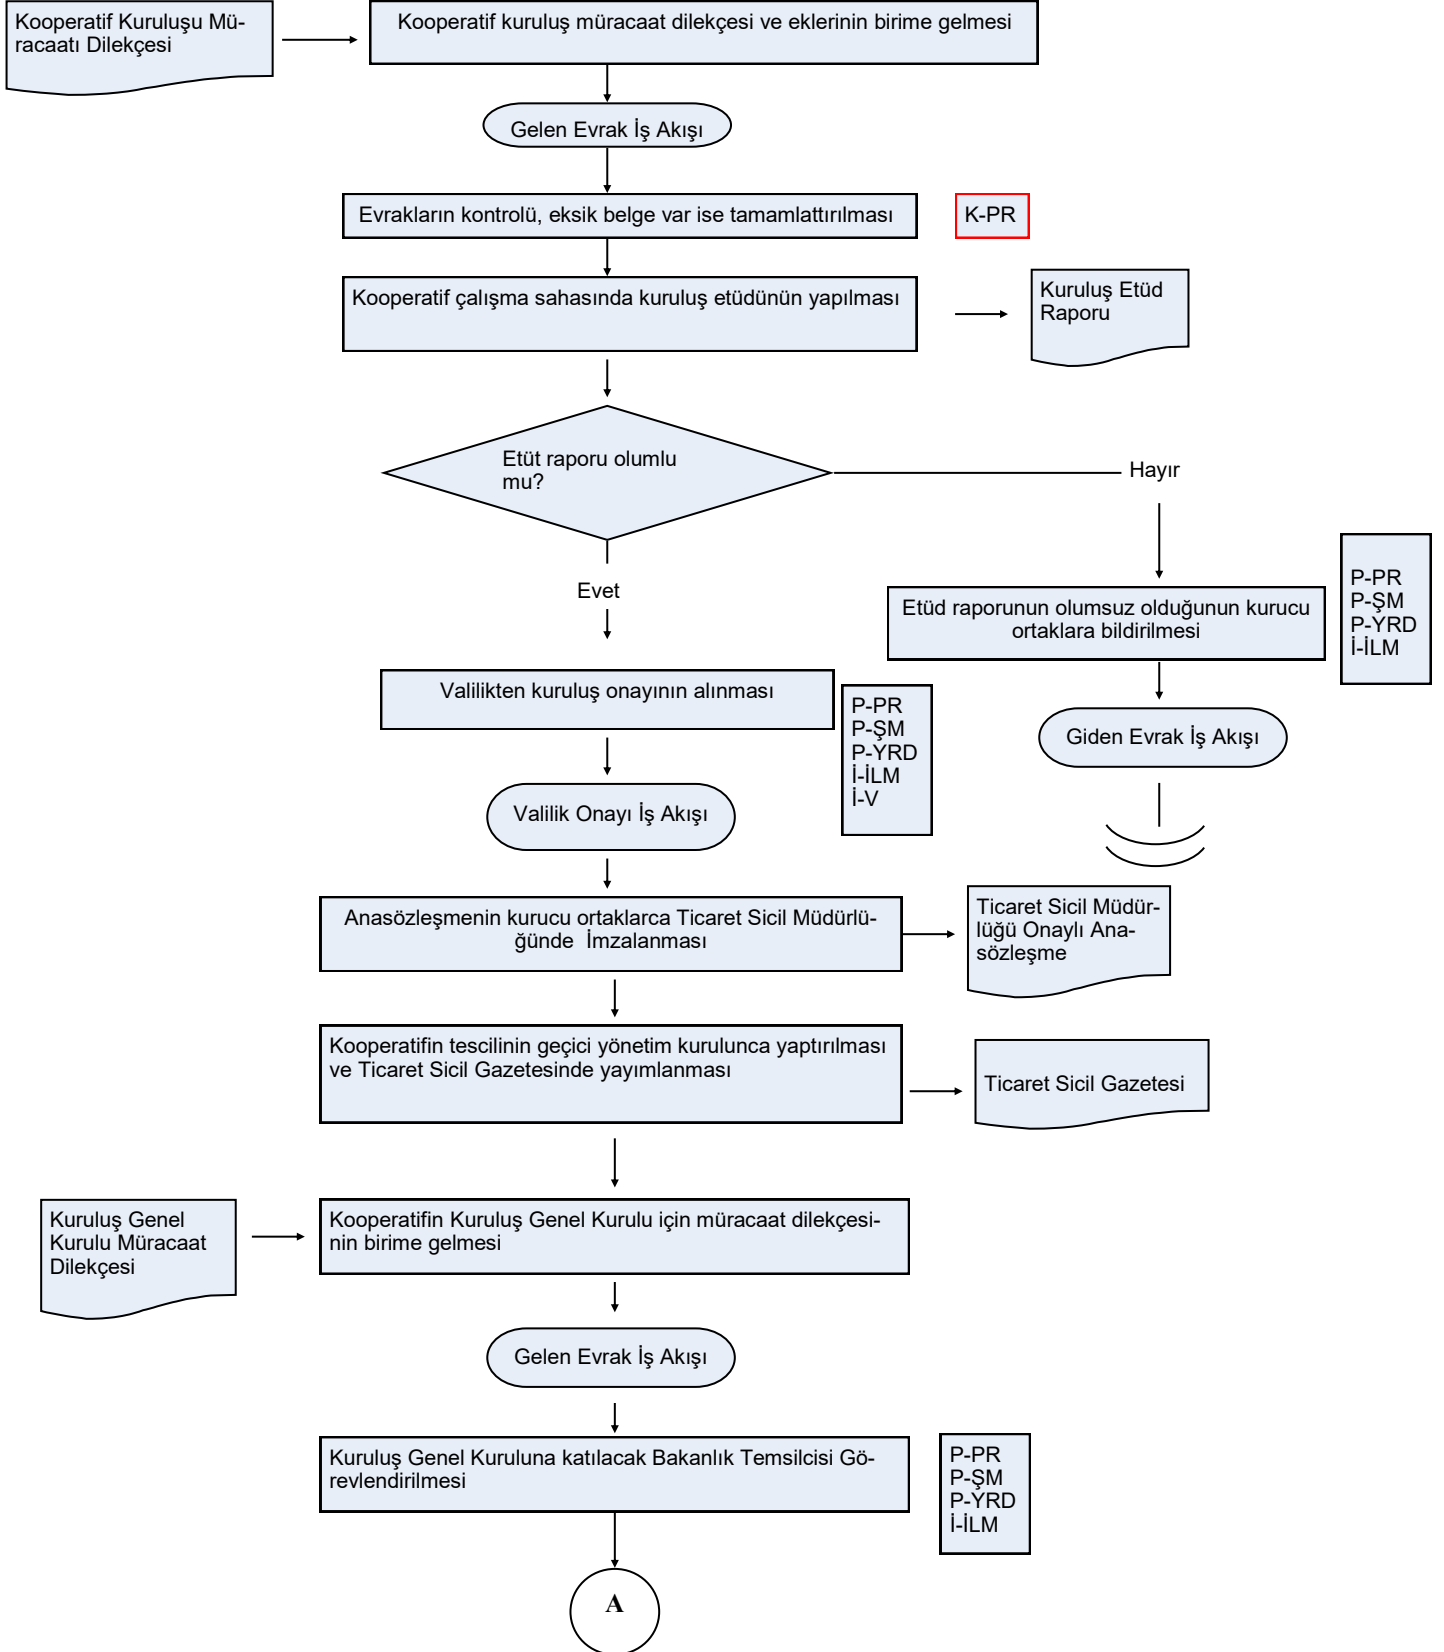 Kooperatif Kuruluşu Mü-
racaatı Dilekçesi
Kooperatif kuruluş müracaat dilekçesi ve eklerinin birime gelmesi
Gelen Evrak İş Akışı
Evrakların kontrolü, eksik belge var ise tamamlattırılması
K-PR
Kooperatif çalışma sahasında kuruluş etüdünün yapılması
Kuruluş Etüd
Raporu
Etüt raporu olumlu
mu?
Hayır
Evet
Etüd raporunun olumsuz olduğunun kurucu
ortaklara bildirilmesi
P-PR
P-ŞM
P-YRD
İ-İLM
Valilikten kuruluş onayının alınması
P-PR
P-ŞM
P-YRD
İ-İLM
İ-V
Giden Evrak İş Akışı
Valilik Onayı İş Akışı
Anasözleşmenin kurucu ortaklarca Ticaret Sicil Müdürlü-
ğünde İmzalanması
Ticaret Sicil Müdür-
lüğü Onaylı Ana-
sözleşme
Kooperatifin tescilinin geçici yönetim kurulunca yaptırılması
ve Ticaret Sicil Gazetesinde yayımlanması
Ticaret Sicil Gazetesi
Kuruluş Genel
Kurulu Müracaat
Dilekçesi
Kooperatifin Kuruluş Genel Kurulu için müracaat dilekçesi-
nin birime gelmesi
Gelen Evrak İş Akışı
Kuruluş Genel Kuruluna katılacak Bakanlık Temsilcisi Gö-
revlendirilmesi
P-PR
P-ŞM
P-YRD
İ-İLM
A